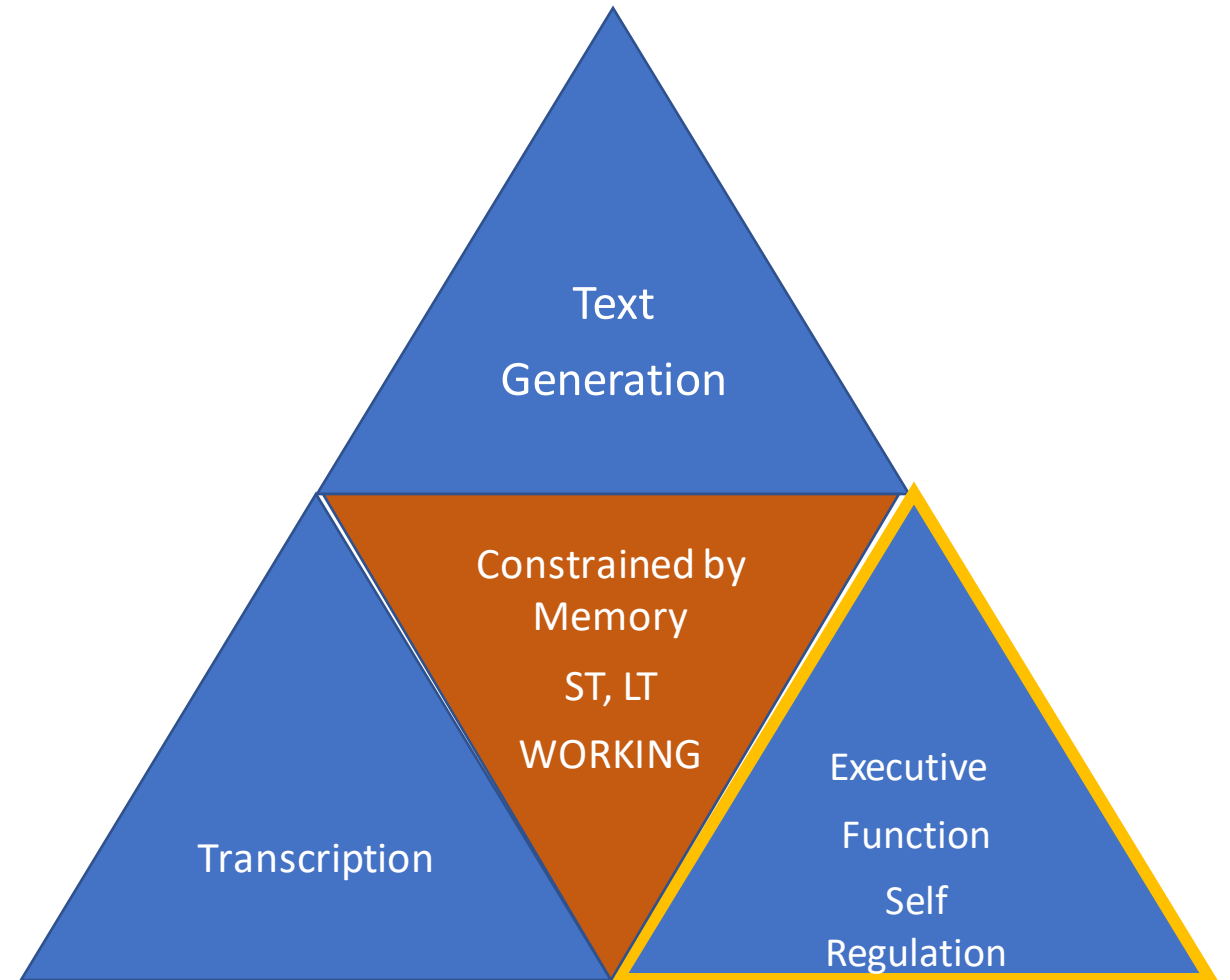 Text
Generation
Constrained by
Memory
ST, LT
WORKING
Transcription
Executive
Function
Self
Regulation